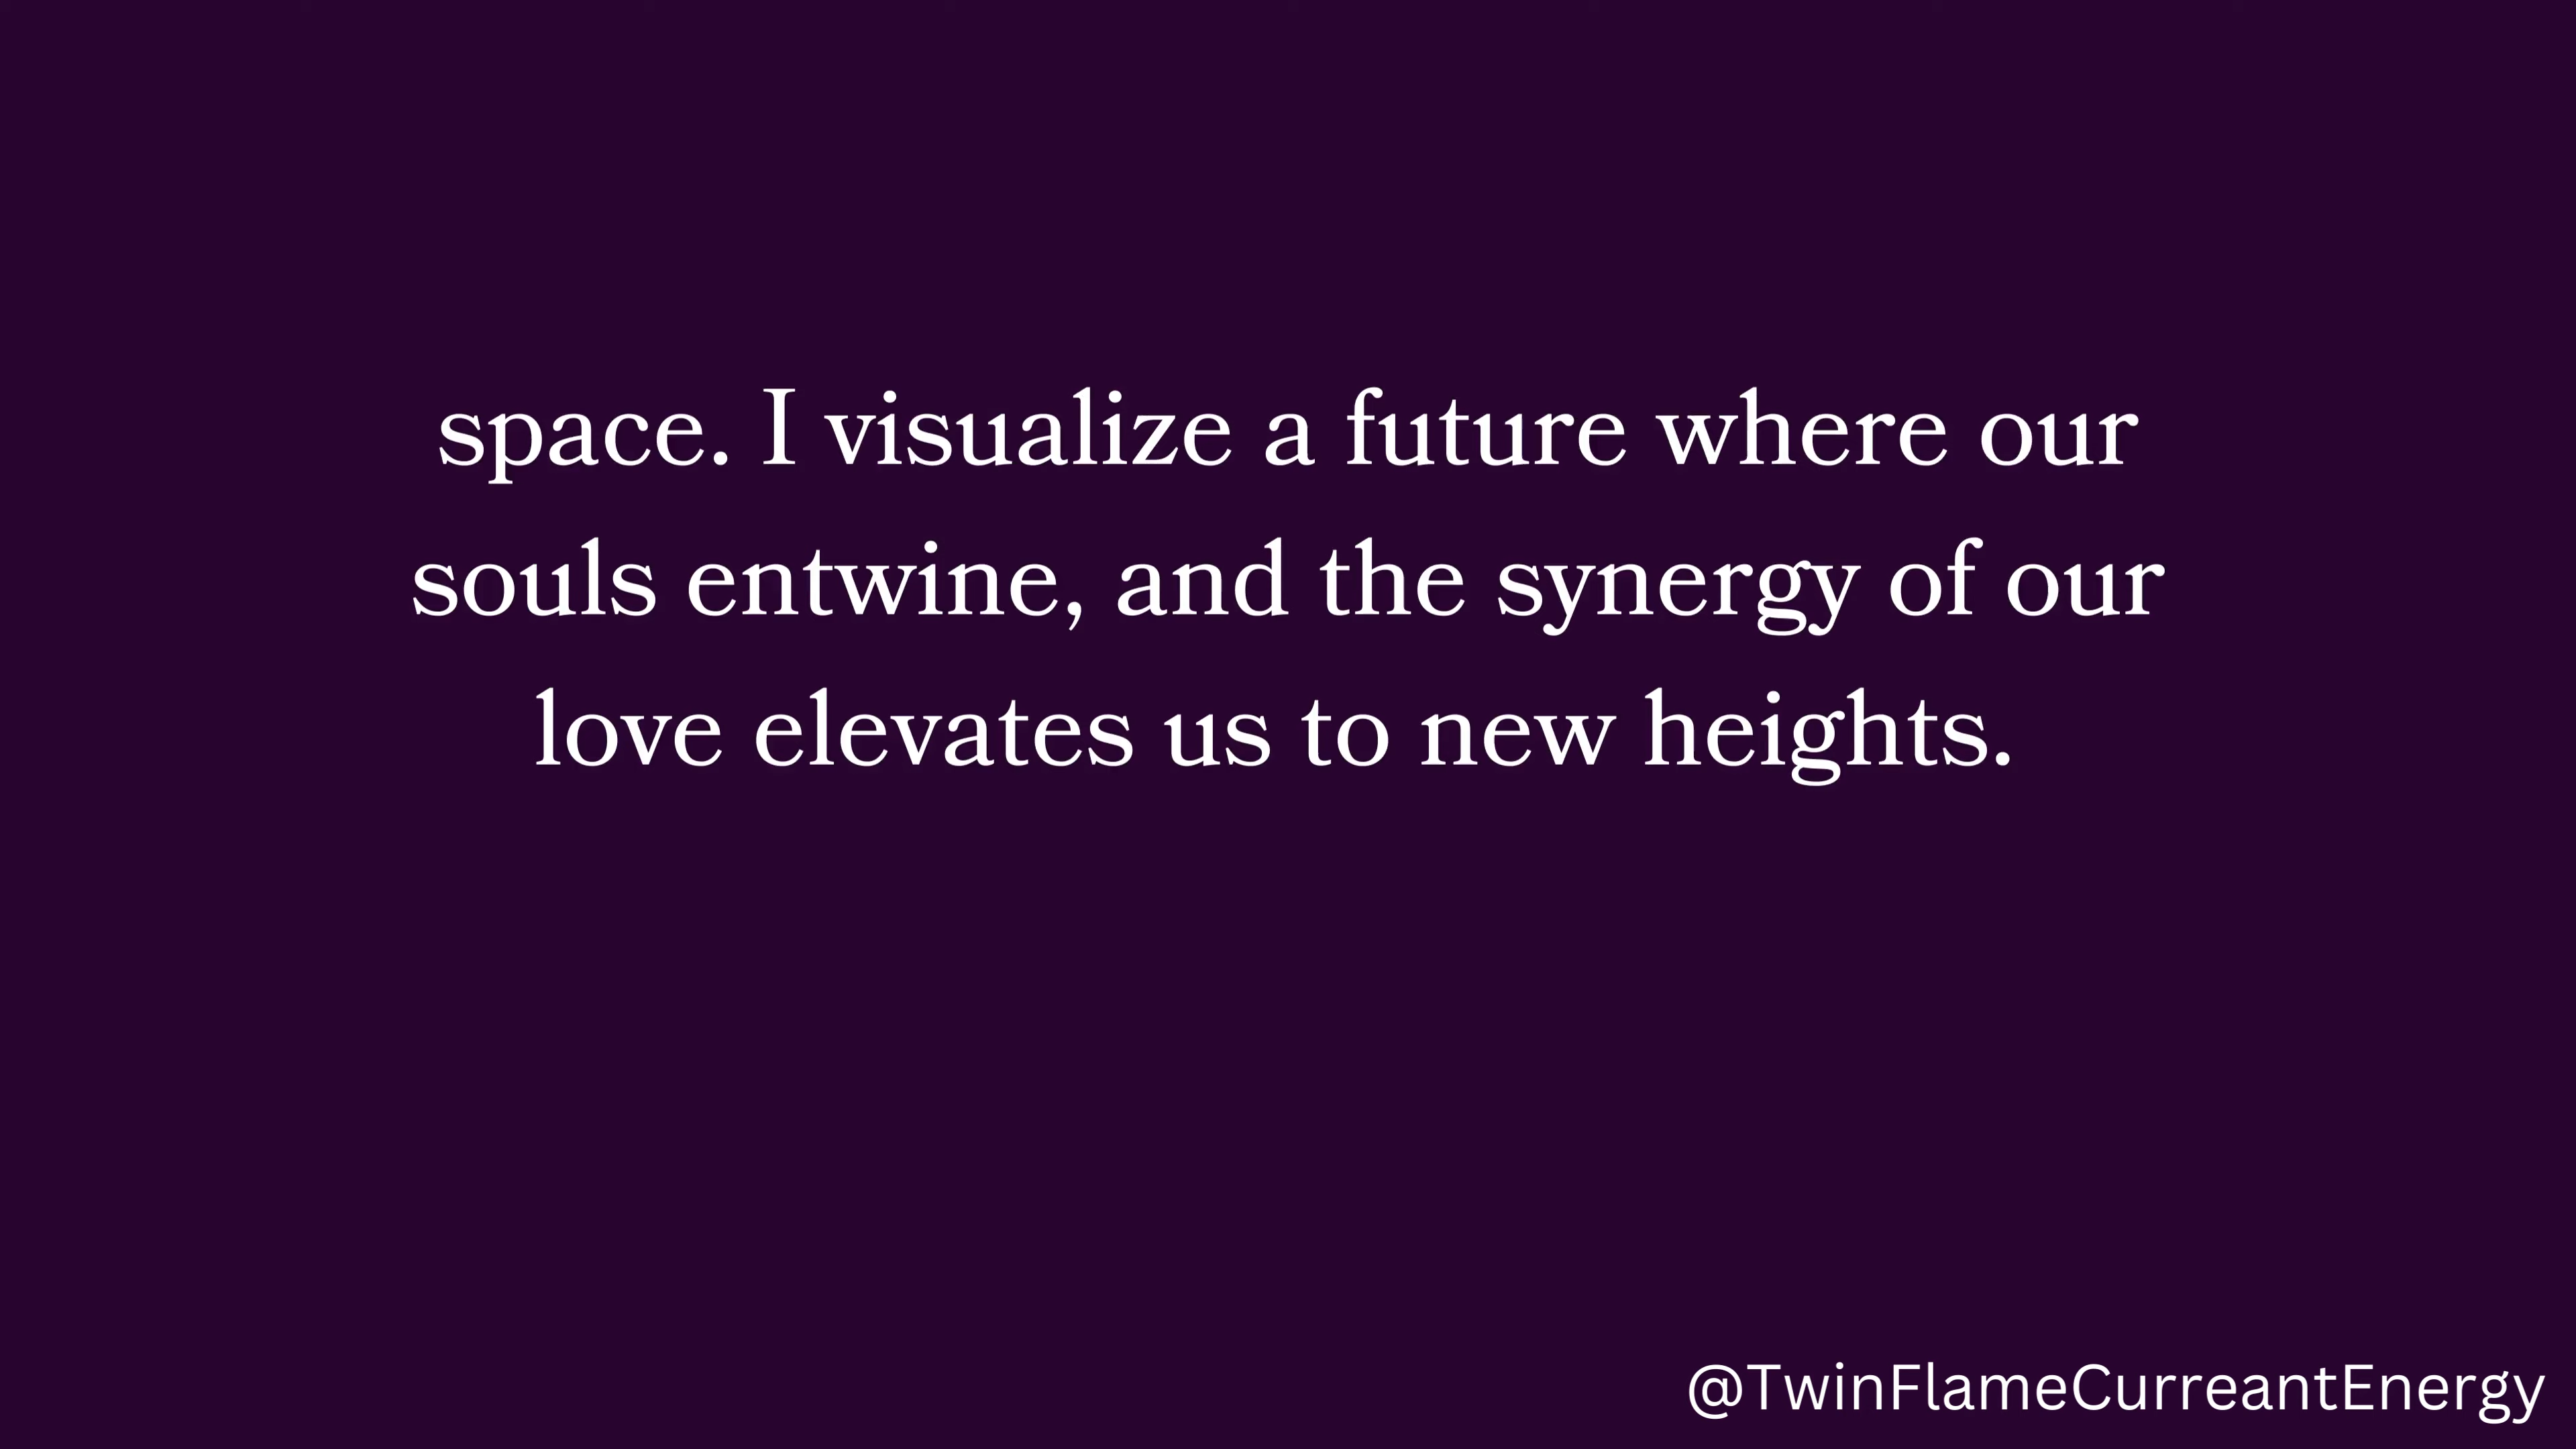 space. I visualize a future where our
souls entwine, and the synergy of our
love elevates us to new heights.
@TwinFlameCurreantEnergy